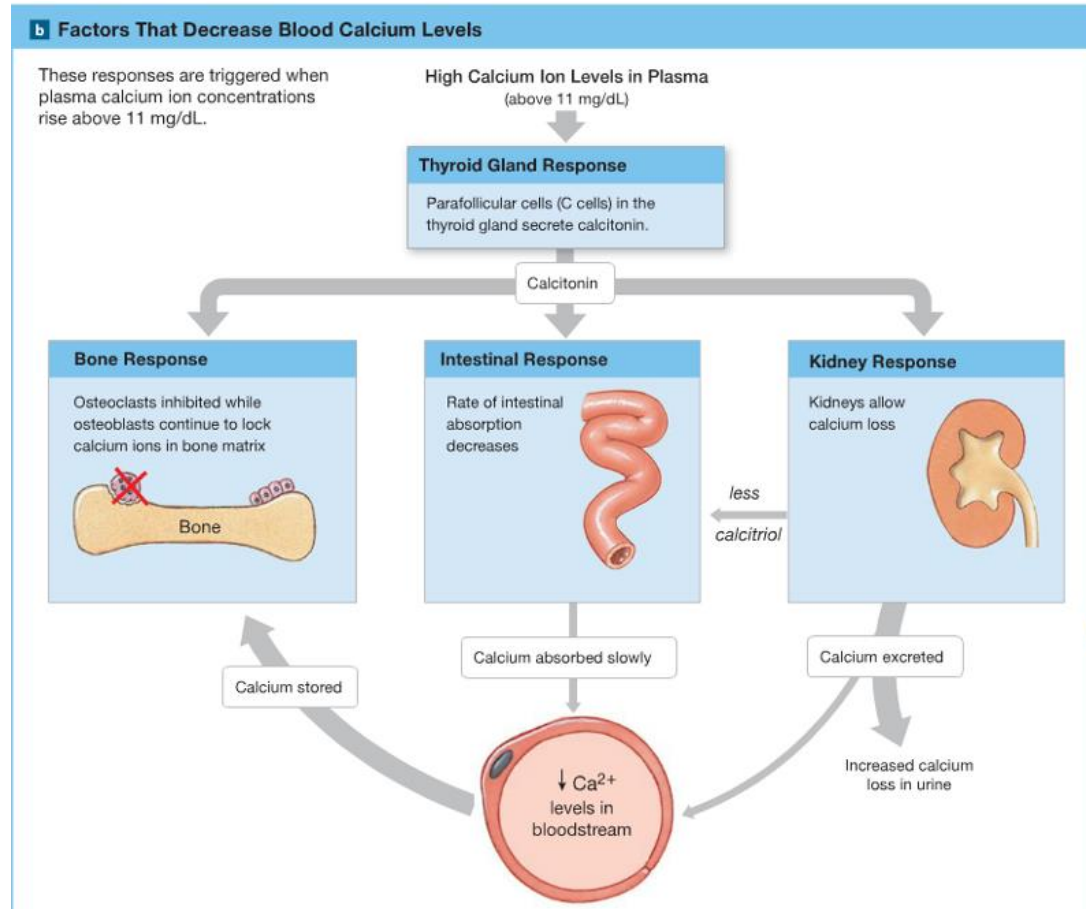 b Factors That Decrease Blood Calcium Levels
These responses are triggered when
plasma calcium ion concentrations
rise above 11 mg/dL.
High Calcium Ion Levels in Plasma
(above 11 mg/dL)
Thyroid Gland Response
Parafollicular cells (C cells) in the
thyroid gland secrete calcitonin.
Calcitonin
Bone Response
Osteoclasts inhibited while
osteoblasts continue to lock
calcium ions in bone matrix
Bone
Intestinal Response
Rate of intestinal
absorption
decreases
less
calcitriol
Kidney Response
Kidneys allow
calcium loss
Calcium stored
Calcium absorbed slowly
Calcium excreted
Increased calcium
loss in urine
↓ Ca²⁺
levels in
bloodstream